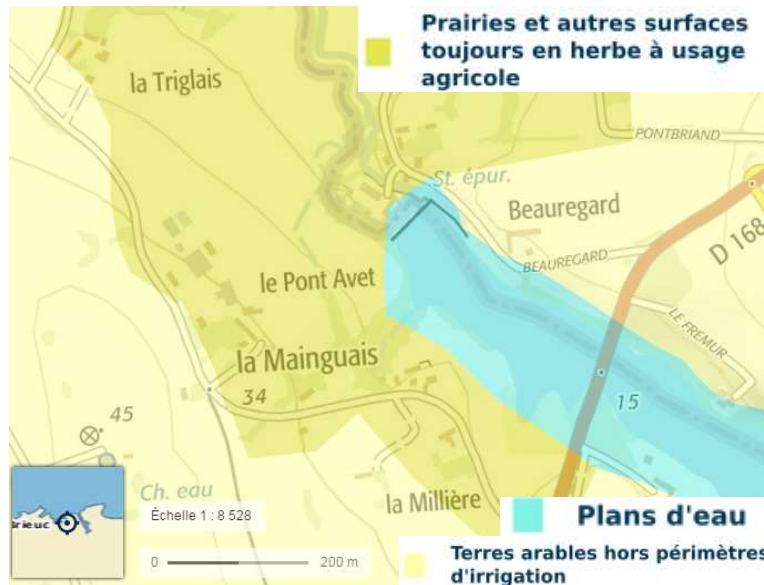 Prairies et autres surfaces
toujours en herbe à usage
agricole
la Triglais
PONTBRIAND
St. épur.
Beauregard
D 168
BEAUREGARD
le Pont Avet
LE FREMUR
la Mainguais
34
15
45
Ch. eau
la Millière
Brieuc
Échelle 1 : 8 528
0
200 m
Plans d'eau
Terres arables hors périmètres
d'irrigation